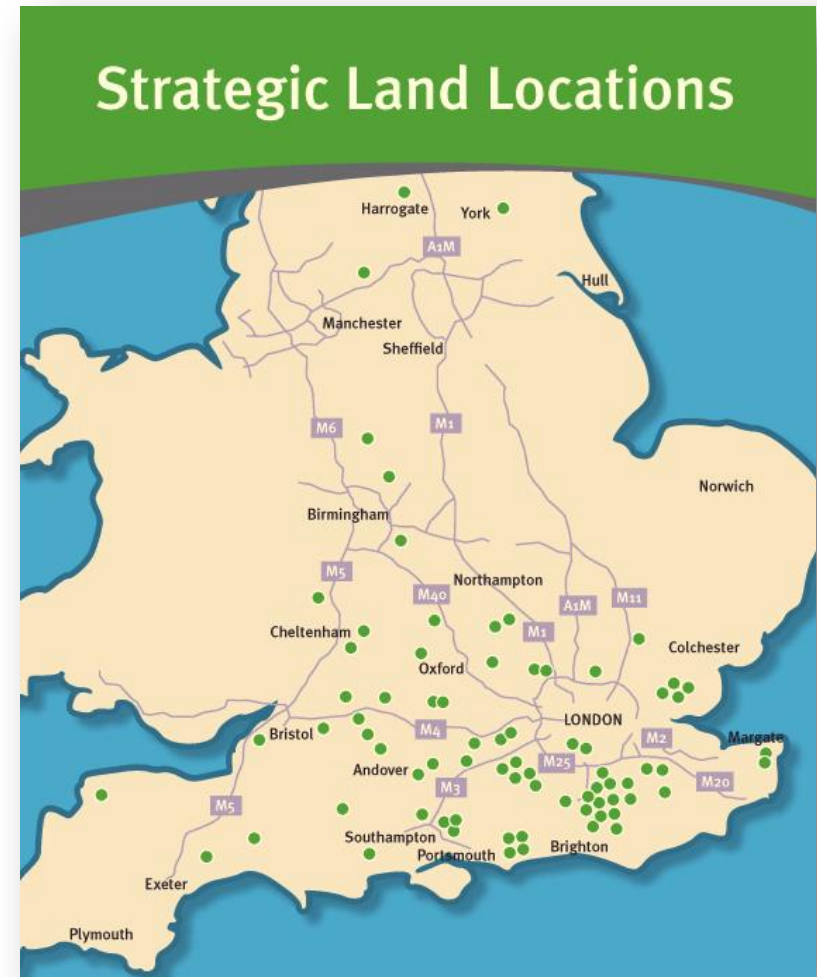 Strategic Land Locations
Harrogate
York
A1M
Hull
Manchester
Sheffield
M6
M1
Norwich
Birmingham
M5
Northampton
M40
A1M
M11
M1
Cheltenham
Colchester
Oxford
LONDON
M4
Bristol
M2
Margate
M25
Andover
M20
M3
M5
Southampton
Brighton
Portsmouth
Exeter
Plymouth